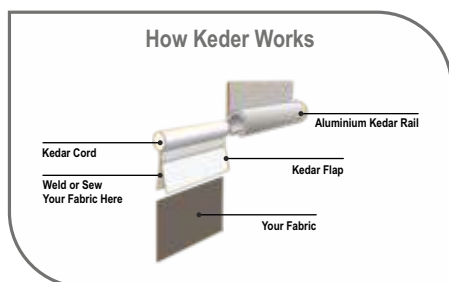 How Keder Works
Aluminium Kedar Rail
Kedar Cord
Kedar Flap
Weld or Sew
Your Fabric Here
Your Fabric